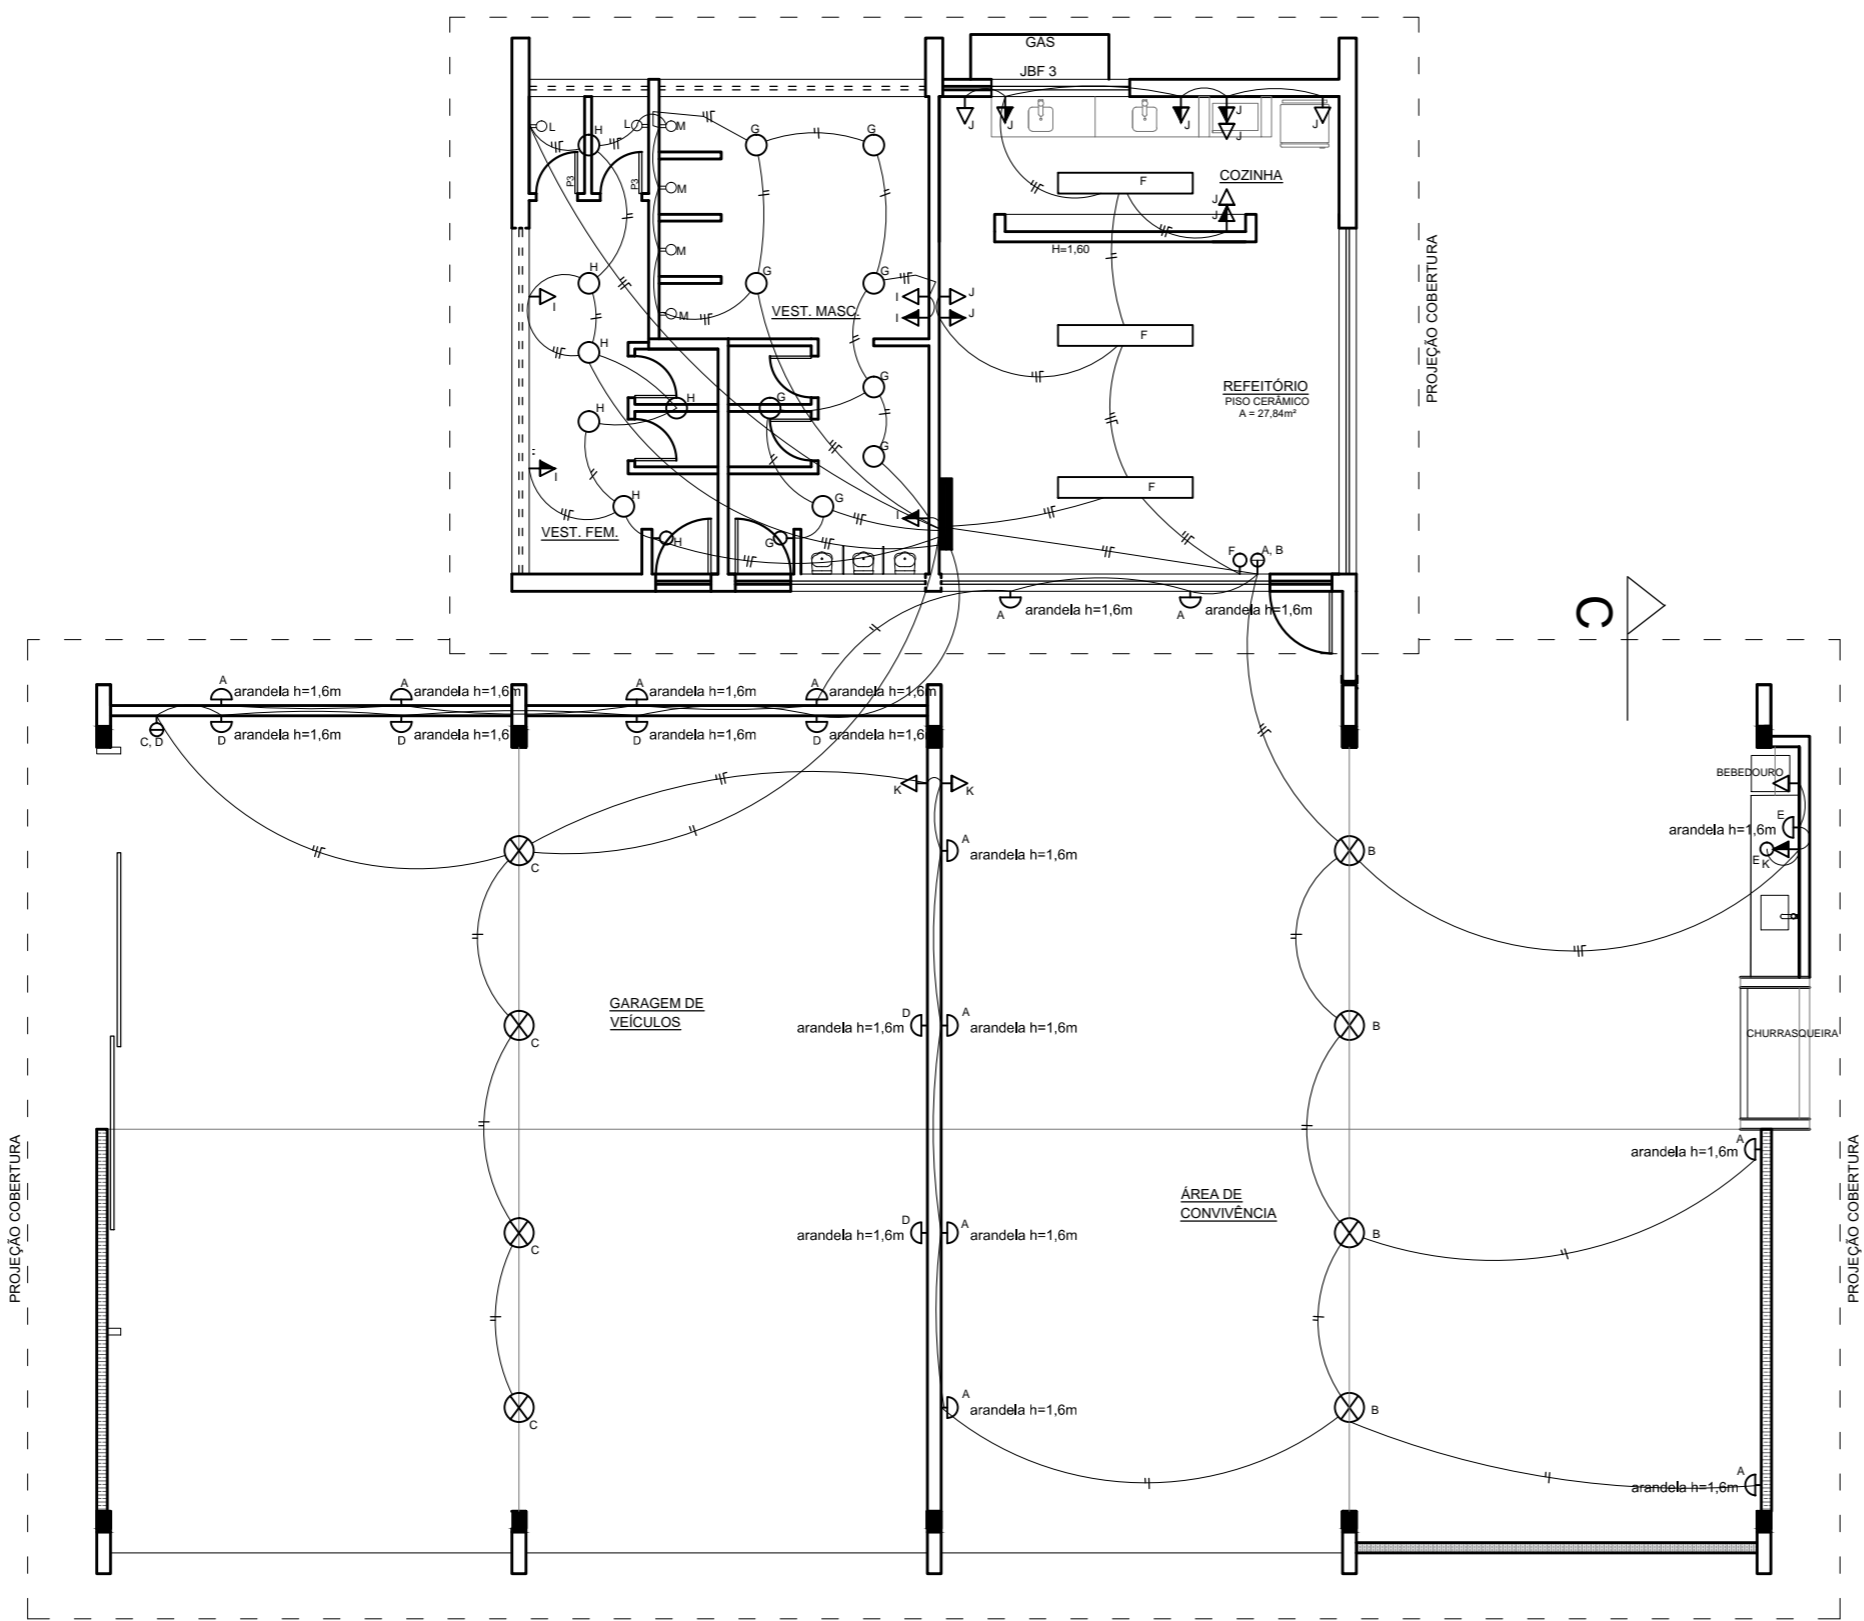 GÁS
JBF 3
L
H
L
M
G
G
J
J
J
J
J
J
P3
P3
M
F
COZINHA
J
J
H=1,60
M
H
G
G
I
VEST. MASC.
I
J
I
J
M
F
PROJEÇÃO COBERTURA
H
G
REFEITÓRIO
PISO CERÂMICO
A = 27,84m²
H
H
G
G
I
H
G
F
VEST. FEM.
I
H
G
F
A, B
A
arandela h=1,6m
A
arandela h=1,6m
C
A
arandela h=1,6m
A
arandela h=1,6m
A
arandela h=1,6m
A
arandela h=1,6m
C, D
D
arandela h=1,6m
D
arandela h=1,6
D
arandela h=1,6m
D
arandela h=1,6
K
K
BEBEDOURO
E
arandela h=1,6m
E
K
C
A
arandela h=1,6m
B
GARAGEM DE
VEÍCULOS
C
arandela h=1,6m
D
A
arandela h=1,6m
B
CHURRASQUEIRA
PROJEÇÃO COBERTURA
A
arandela h=1,6m
PROJEÇÃO COBERTURA
ÁREA DE
CONVIVÊNCIA
C
arandela h=1,6m
D
A
arandela h=1,6m
B
C
A
arandela h=1,6m
B
A
arandela h=1,6m